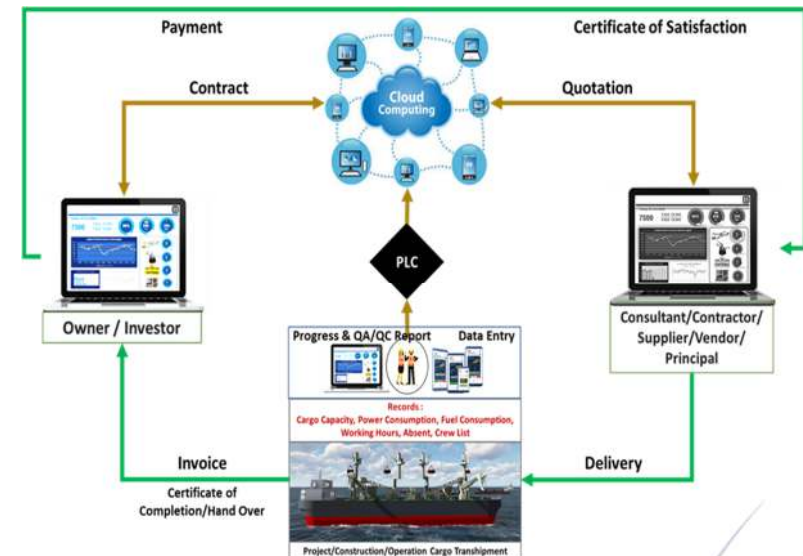 Payment
Certificate of Satisfaction
Contract
Cloud
Computing
Quotation
7500
7500
PLC
Owner / Investor
Consultant/Contractor/
Supplier/Vendor/
Principal
Progress & QA/QC Report
Data Entry
Records :
Cargo Capacity, Power Consumption, Fuel Consumption,
Working Hours, Absent, Crew List
Invoice
Delivery
Certificate of
Completion/Hand Over
Project/Construction/Operation Cargo Transhipment